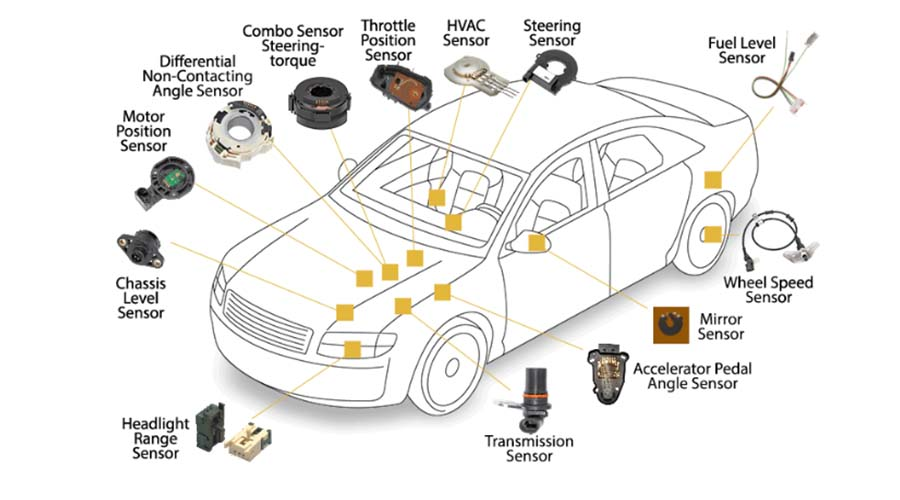 Differential
Non-Contacting
Angle Sensor
Combo Sensor
Steering-
torque
Throttle
Position
Sensor
HVAC
Sensor
Steering
Sensor
Fuel Level
Sensor
Motor
Position
Sensor
Chassis
Level
Sensor
Wheel Speed
Sensor
Mirror
Sensor
Accelerator Pedal
Angle Sensor
Headlight
Range
Sensor
Transmission
Sensor